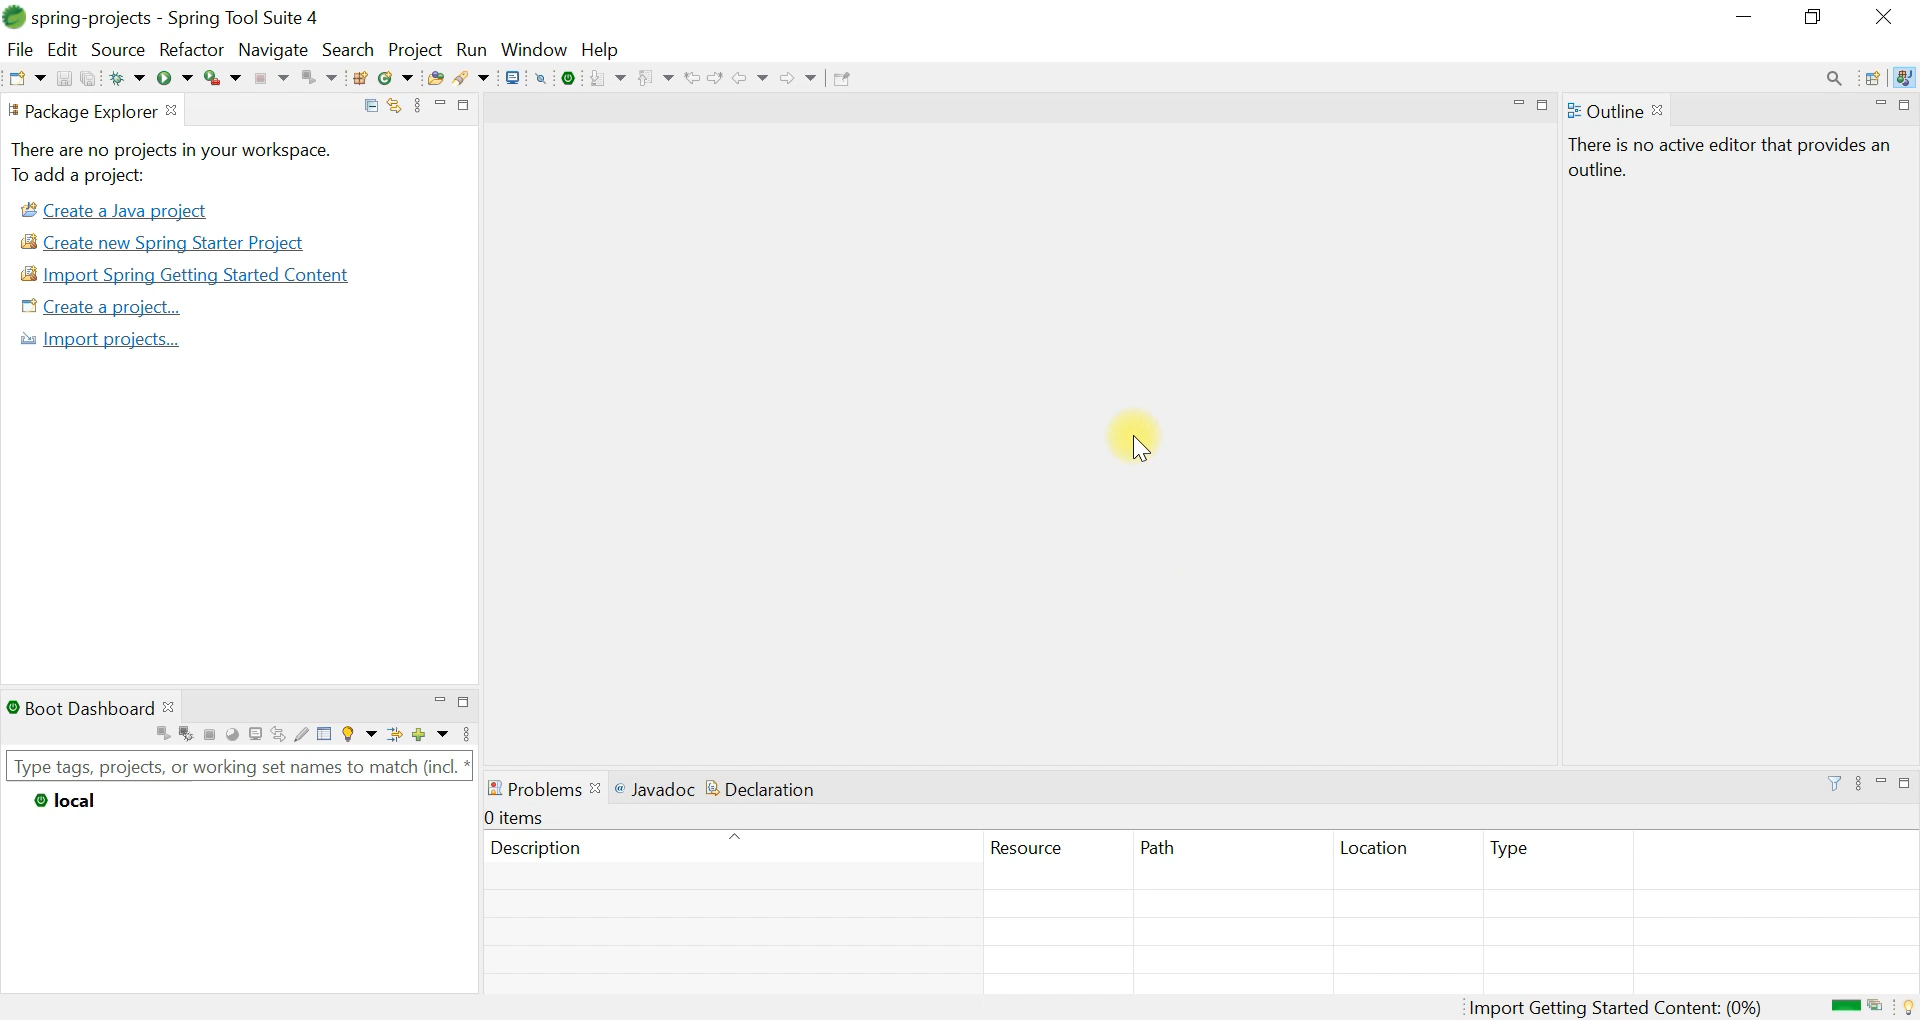 spring-projects - Spring Tool Suite 4
File Edit Source Refactor Navigate Search Project Run Window Help
Package Explorer
There are no projects in your workspace.
To add a project:
Create a Java project
Create new Spring Starter Project
Import Spring Getting Started Content
Create a project...
Import projects...
Outline
There is no active editor that provides an
outline.
Boot Dashboard
Type tags, projects, or working set names to match (incl. *
local
Problems @ Javadoc Declaration
0 items
Description Resource Path Location Type
Import Getting Started Content: (0%)